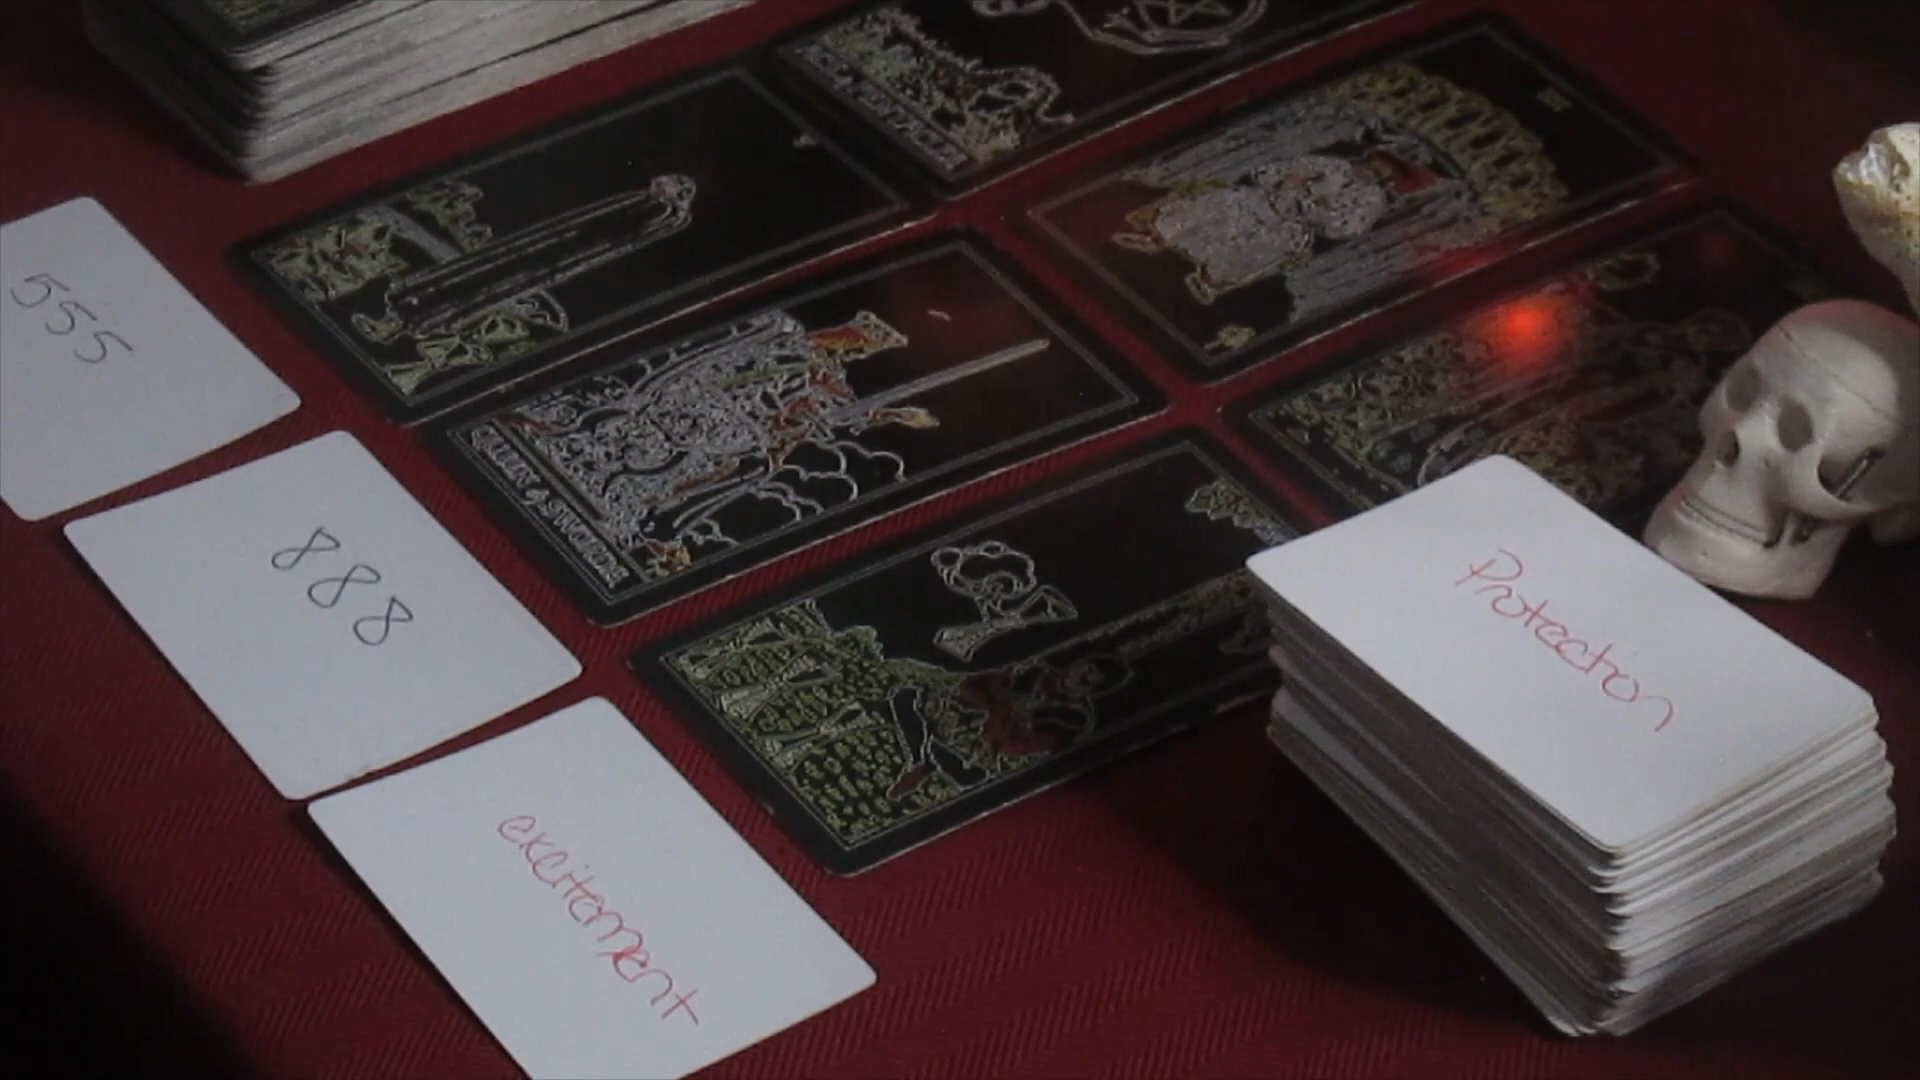 555
888
excitement
Protection
QUEEN of SWORDS